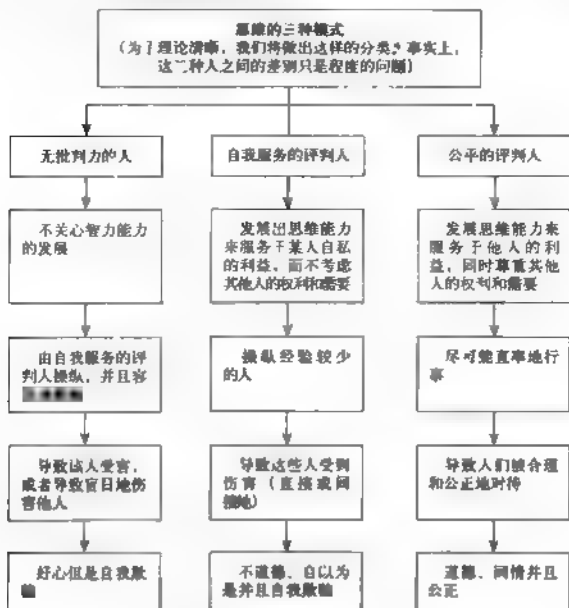 思维的三种模式
（为了理论清晰，我们将做出这样的分类，事实上，
这三种人之间的差别只是程度的问题）
无批判力的人
自我服务的评判人
公平的评判人
不关心智力能力
的发展
发展出思维能力
来服务于某人自私
的利益，而不考虑
其他人的权利和需要
发展思维能力来
服务于他人的利
益，同时尊重其他
人的权利和需要
由自我服务的评
判人操纵，并且容
操纵经验较少
的人
尽可能直率地行
事
导致该人受害，
或者导致盲目地伤
害他人
导致这些人受到
伤害（直接或间
接地）
导致人们被合理
和公正地对待
好心但是自我欺
骗
不道德、自以为
是并且自我欺骗
道德、同情并且
公正